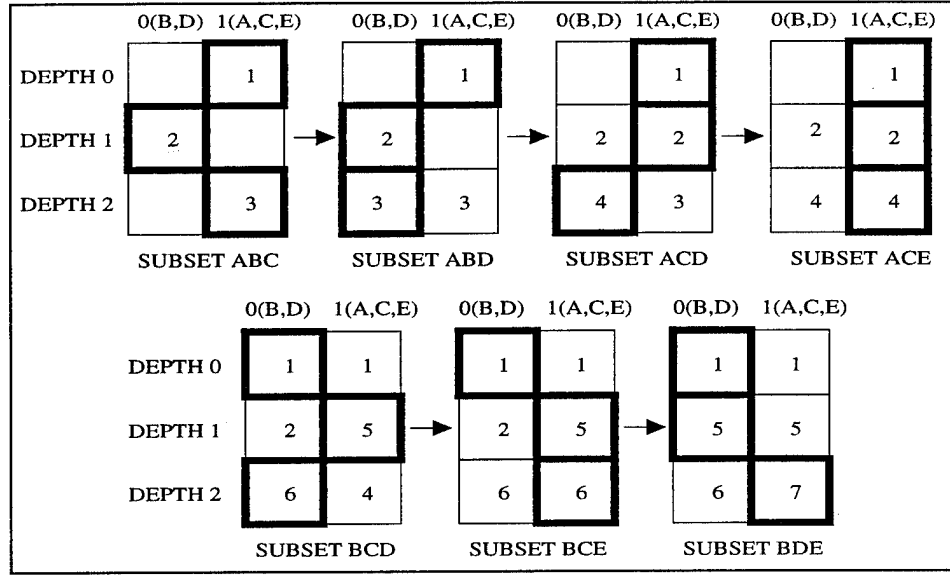 0(B,D) 1(A,C,E) 0(B,D) 1(A,C,E) 0(B,D) 1(A,C,E) 0(B,D) 1(A,C,E)
DEPTH 0 1 1 1 1
DEPTH 1 2 2 2 2 2 2
DEPTH 2 3 3 3 4 3 4 4
SUBSET ABC SUBSET ABD SUBSET ACD SUBSET ACE
0(B,D) 1(A,C,E) 0(B,D) 1(A,C,E) 0(B,D) 1(A,C,E)
DEPTH 0 1 1 1 1 1 1
DEPTH 1 2 5 2 5 5 5
DEPTH 2 6 4 6 6 6 7
SUBSET BCD SUBSET BCE SUBSET BDE